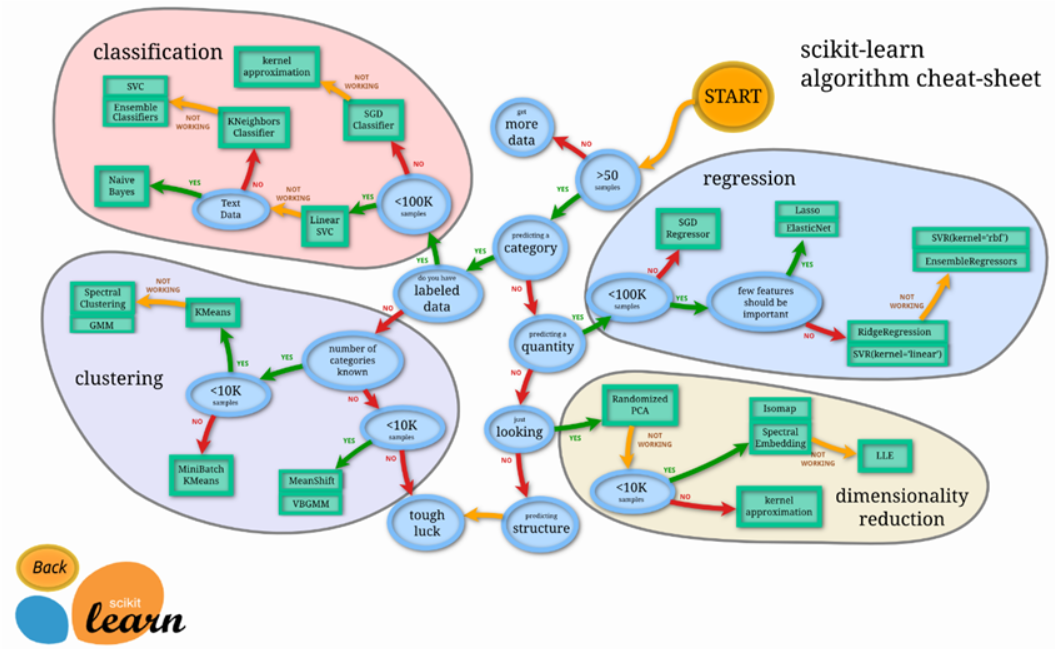 scikit-learn
algorithm cheat-sheet
START
classification
kernel
approximation
NOT
WORKING
SVC
Ensemble
Classifiers
NOT
WORKING
KNeighbors
Classifier
SGD
Classifier
NO
Naive
Bayes
YES
Text
Data
NO
NOT
WORKING
Linear
SVC
YES
<100K
samples
YES
get
more
data
NO
>50
samples
YES
predicting a
category
YES
do you have
labeled
data
NO
NO
predicting a
quantity
YES
NO
just
looking
YES
NO
predicting
structure
tough
luck
regression
SGD
Regressor
NO
<100K
samples
YES
Lasso
ElasticNet
YES
few features
should be
important
NO
SVR(kernel='rbf')
EnsembleRegressors
NOT
WORKING
RidgeRegression
SVR(kernel='linear')
clustering
Spectral
Clustering
GMM
NOT
WORKING
KMeans
YES
<10K
samples
YES
number of
categories
known
NO
NO
MiniBatch
KMeans
<10K
samples
YES
NO
MeanShift
VBGMM
Randomized
PCA
NOT
WORKING
<10K
samples
YES
NO
Isomap
Spectral
Embedding
NOT
WORKING
LLE
kernel
approximation
dimensionality
reduction
Back
scikit
learn